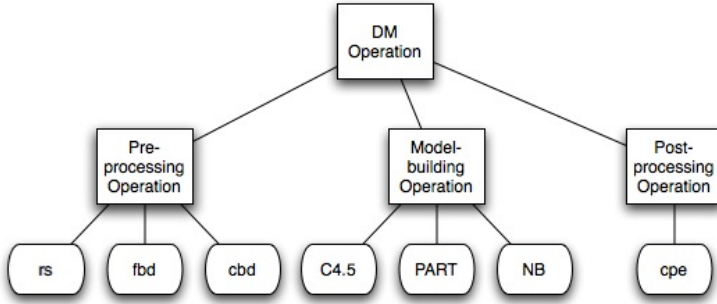 DM
Operation
Pre-
processing
Operation
Model-
building
Operation
Post-
processing
Operation
rs
fbd
cbd
C4.5
PART
NB
cpe